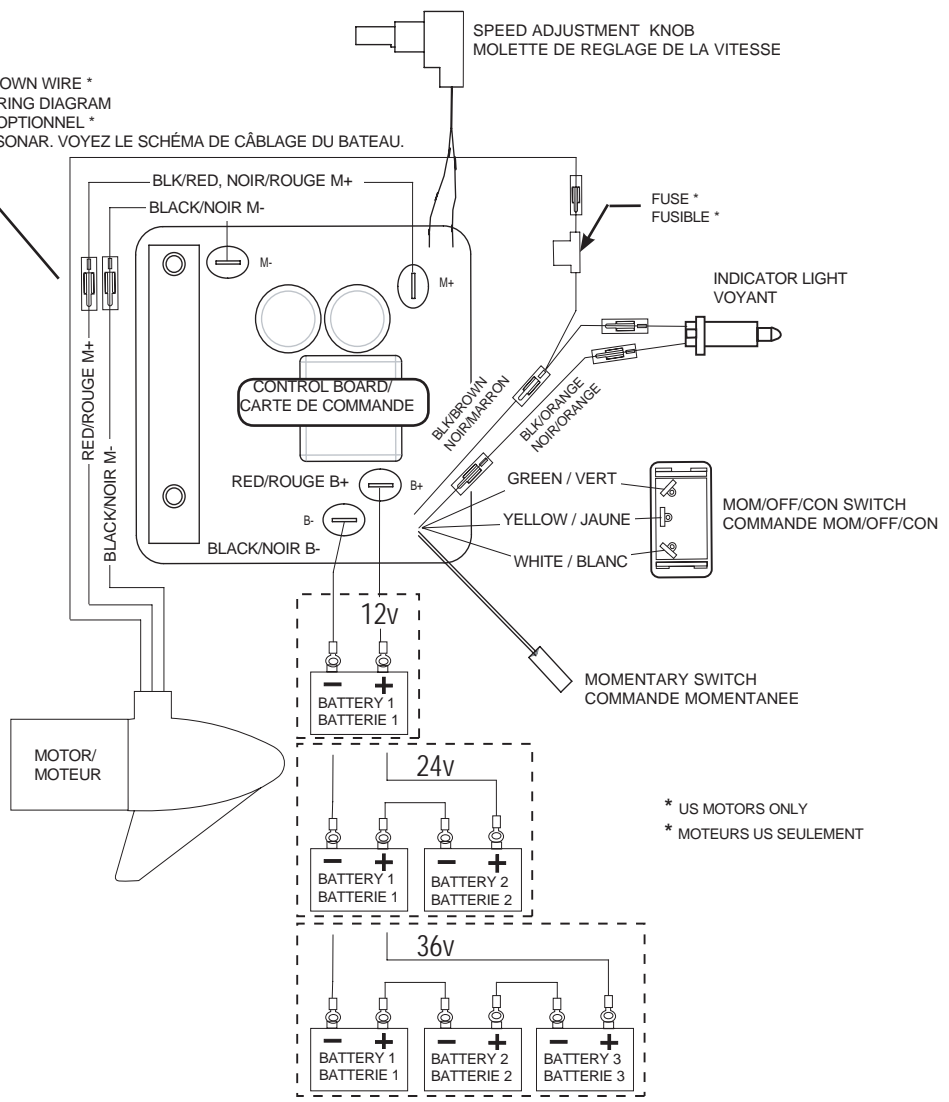 SPEED ADJUSTMENT KNOB
MOLETTE DE REGLAGE DE LA VITESSE
OWN WIRE *
RING DIAGRAM
OPTIONNEL *
SONAR. VOYEZ LE SCHÉMA DE CÂBLAGE DU BATEAU.
BLK/RED, NOIR/ROUGE M+
BLACK/NOIR M-
FUSE *
FUSIBLE *
M-
M+
INDICATOR LIGHT
VOYANT
RED/ROUGE M+
BLACK/NOIR M-
CONTROL BOARD/
CARTE DE COMMANDE
BLK/BROWN
NOIR/MARRON
BLK/ORANGE
NOIR/ORANGE
RED/ROUGE B+
B+
B-
BLACK/NOIR B-
GREEN / VERT
YELLOW / JAUNE
WHITE / BLANC
MOM/OFF/CON SWITCH
COMMANDE MOM/OFF/CON
12v
- +
BATTERY 1
BATTERIE 1
MOMENTARY SWITCH
COMMANDE MOMENTANEE
MOTOR/
MOTEUR
24v
- +
BATTERY 1
BATTERIE 1
- +
BATTERY 2
BATTERIE 2
* US MOTORS ONLY
* MOTEURS US SEULEMENT
36v
- +
BATTERY 1
BATTERIE 1
- +
BATTERY 2
BATTERIE 2
- +
BATTERY 3
BATTERIE 3